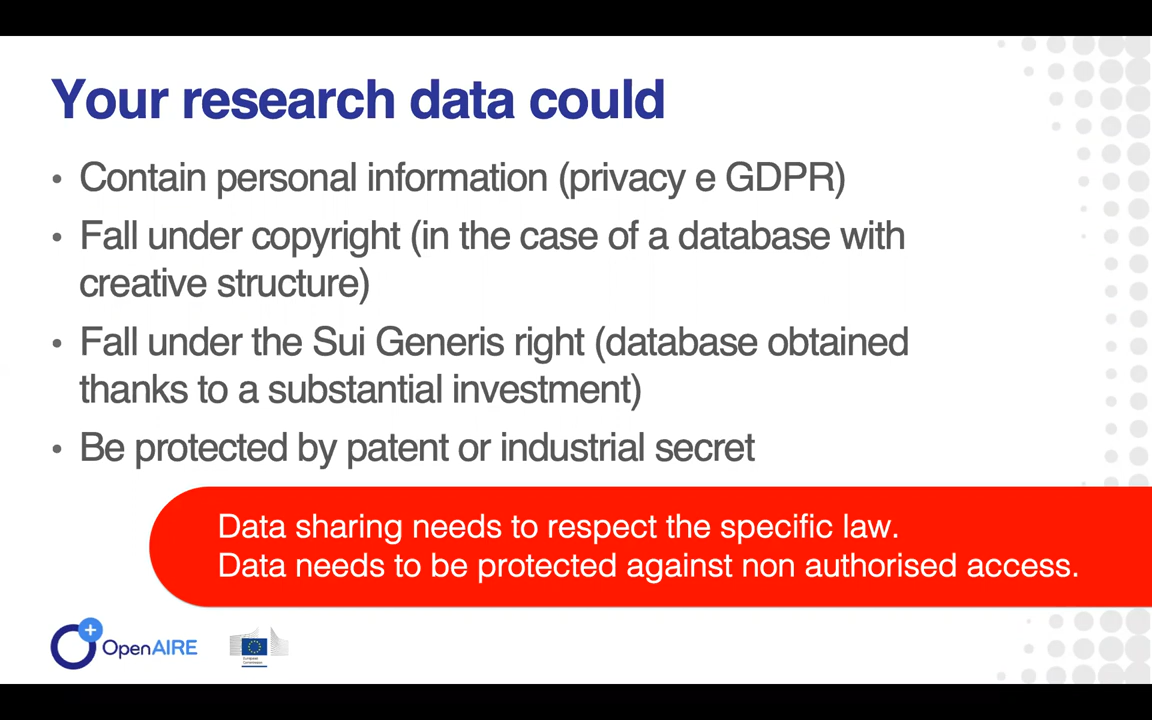 Your research data could
• Contain personal information (privacy e GDPR)
• Fall under copyright (in the case of a database with
creative structure)
• Fall under the Sui Generis right (database obtained
thanks to a substantial investment)
• Be protected by patent or industrial secret
Data sharing needs to respect the specific law.
Data needs to be protected against non authorised access.
OpenAIRE
European
Commission